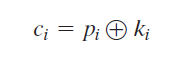 cᵢ = pᵢ ⊕ kᵢ